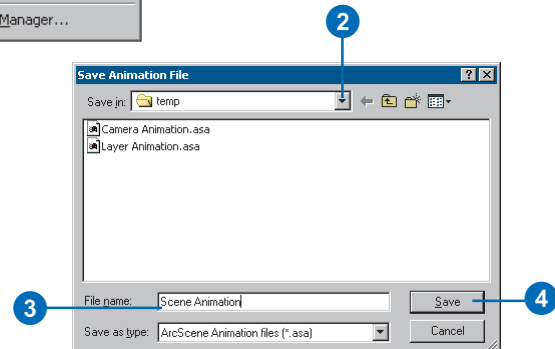 Manager...
2
Save Animation File
Save in: temp
Camera Animation.asa
Layer Animation.asa
3
File name: Scene Animation
Save
4
Save as type: ArcScene Animation files (*.asa)
Cancel